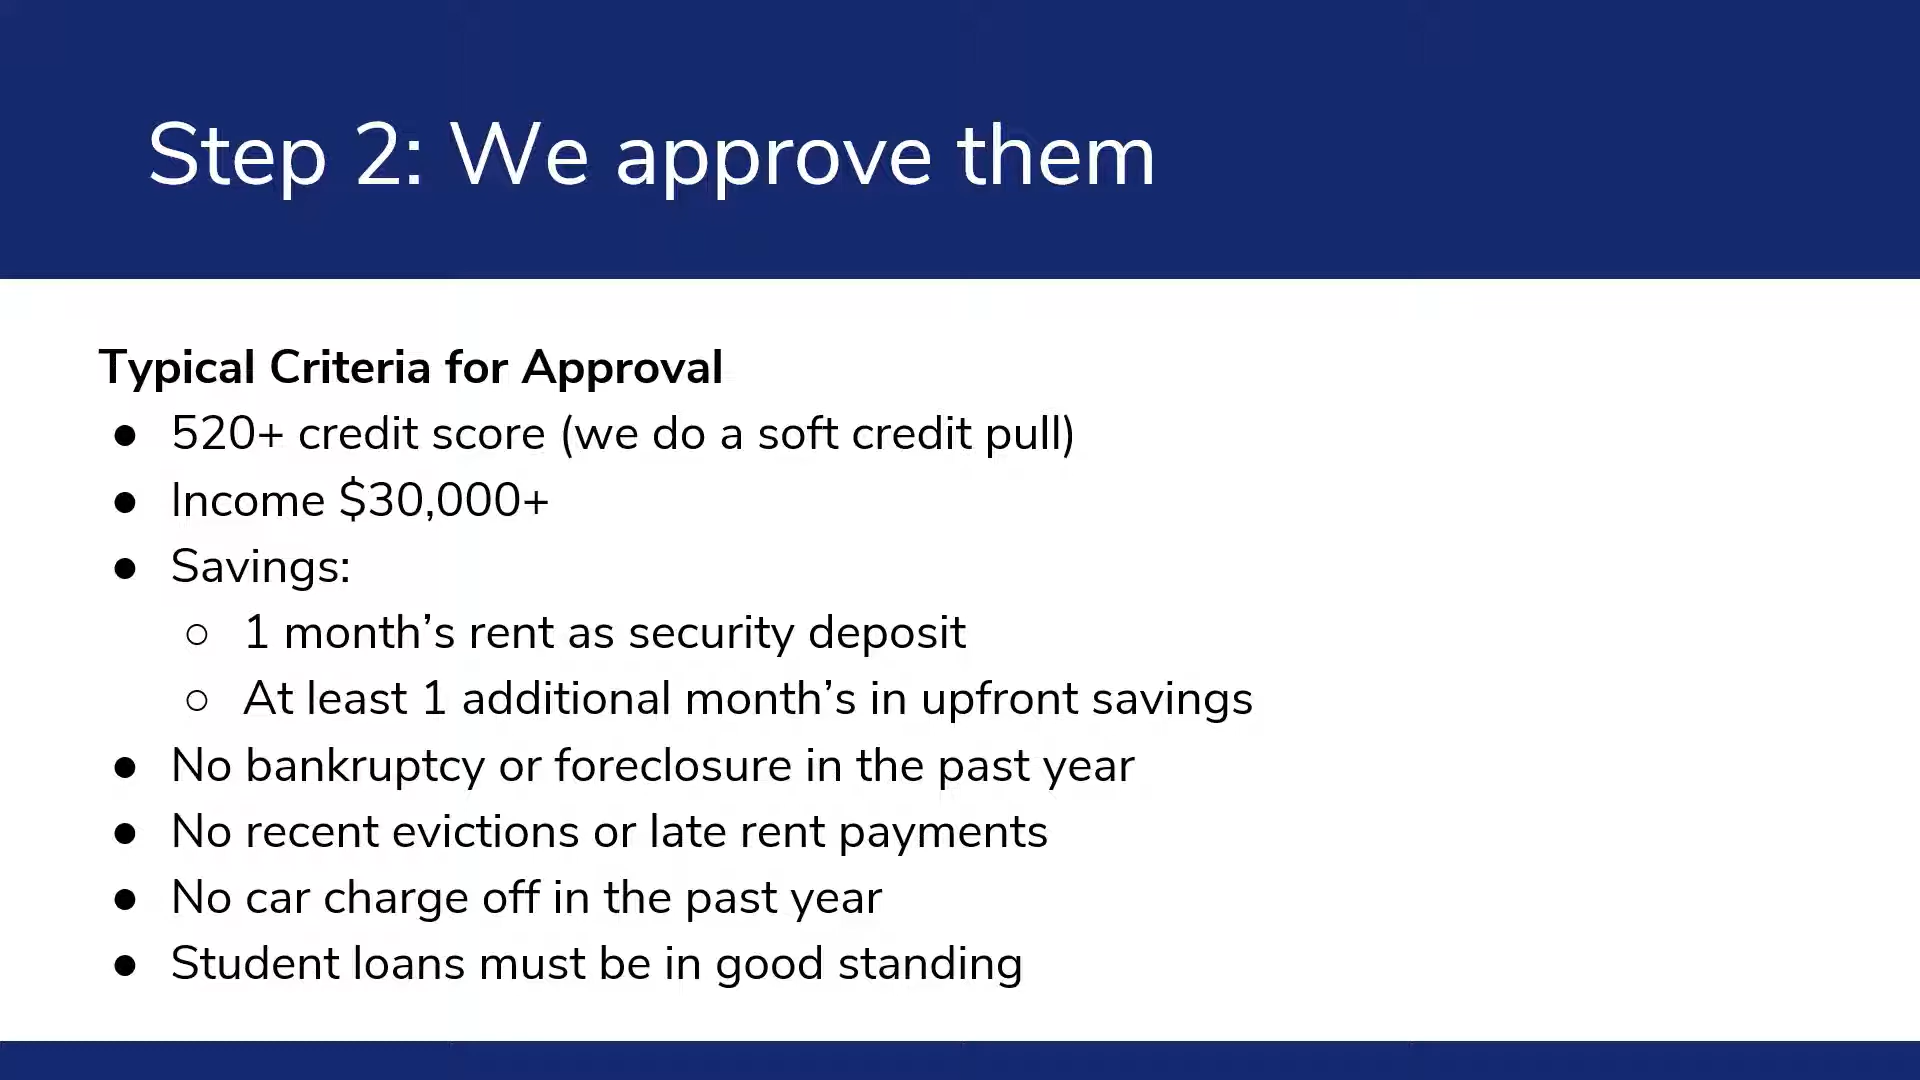 Step 2: We approve them
Typical Criteria for Approval
● 520+ credit score (we do a soft credit pull)
● Income $30,000+
● Savings:
○ 1 month’s rent as security deposit
○ At least 1 additional month’s in upfront savings
● No bankruptcy or foreclosure in the past year
● No recent evictions or late rent payments
● No car charge off in the past year
● Student loans must be in good standing